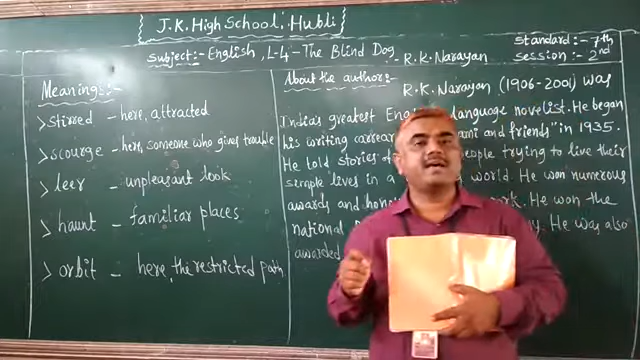 J.K. High School: Hubli
Subject:- English, L-4 - The Blind Dog
- R.K. Narayan
Standard:- 7th
Session:- 2nd
Meanings:-
> stirred - here, attracted
> scourge - here, someone who gives trouble
> leer - unpleasant look
> haunt - familiar places
> orbit - here, the restricted path
About the author:-
R.K. Narayan (1906-2001) was
India's greatest language novelist. He began
his writing and friends" in 1935.
He told stories people trying to live their
simple lives in a world. He won numerous
awards and He won the
national He was also
awarded